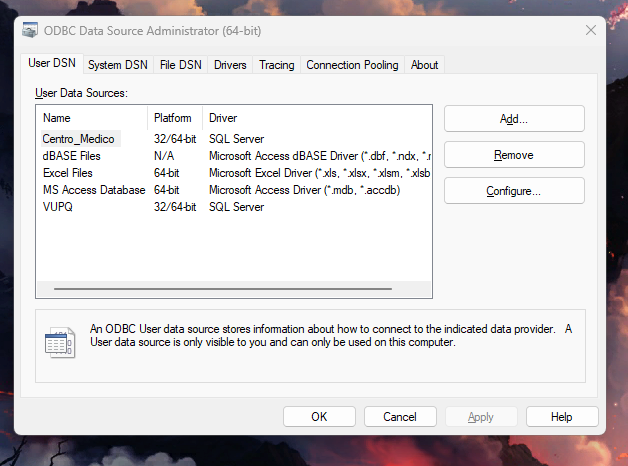 ODBC Data Source Administrator (64-bit)
User DSN System DSN File DSN Drivers Tracing Connection Pooling About
User Data Sources:
Name Platform Driver
Centro_Medico 32/64-bit SQL Server
dBASE Files N/A Microsoft Access dBASE Driver (*.dbf, *.ndx, *.r
Excel Files 64-bit Microsoft Excel Driver (*.xls, *.xlsx, *.xlsm, *.xlsb
MS Access Database 64-bit Microsoft Access Driver (*.mdb, *.accdb)
VUPQ 32/64-bit SQL Server
Add...
Remove
Configure...
An ODBC User data source stores information about how to connect to the indicated data provider. A
User data source is only visible to you and can only be used on this computer.
OK Cancel Apply Help